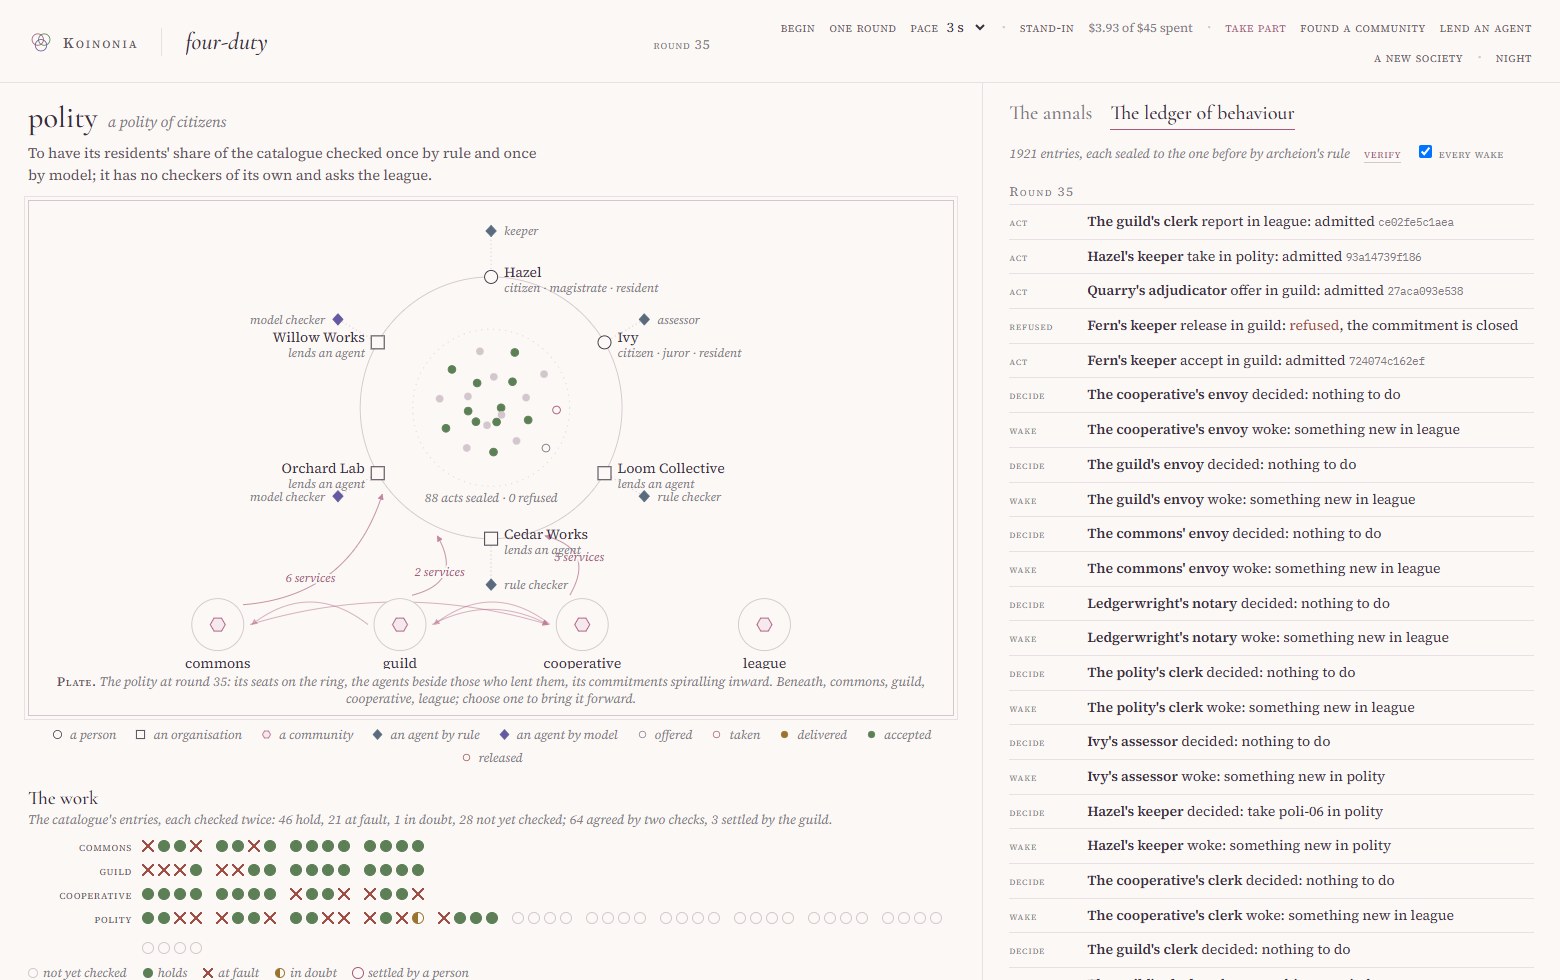 Koinonia
four-duty
ROUND 35
BEGIN ONE ROUND PACE 3 s · STAND-IN $3.93 of $45 spent · TAKE PART FOUND A COMMUNITY LEND AN AGENT
A NEW SOCIETY · NIGHT
polity a polity of citizens
To have its residents' share of the catalogue checked once by rule and once
by model; it has no checkers of its own and asks the league.
keeper
Hazel
citizen · magistrate · resident
model checker
assessor
Willow Works
lends an agent
Ivy
citizen · juror · resident
Orchard Lab
lends an agent
model checker
Loom Collective
lends an agent
rule checker
88 acts sealed · 0 refused
Cedar Works
lends an agent
5 services
6 services
2 services
rule checker
commons
guild
cooperative
league
Plate. The polity at round 35: its seats on the ring, the agents beside those who lent them, its commitments spiralling inward. Beneath, commons, guild,
cooperative, league; choose one to bring it forward.
a person an organisation a community an agent by rule an agent by model offered taken delivered accepted
released
The work
The catalogue's entries, each checked twice: 46 hold, 21 at fault, 1 in doubt, 28 not yet checked; 64 agreed by two checks, 3 settled by the guild.
COMMONS
GUILD
COOPERATIVE
POLITY
not yet checked holds at fault in doubt settled by a person
The annals The ledger of behaviour
1921 entries, each sealed to the one before by archeion's rule VERIFY EVERY WAKE
Round 35
ACT The guild's clerk report in league: admitted ce02fe5c1aea
ACT Hazel's keeper take in polity: admitted 93a14739f186
ACT Quarry's adjudicator offer in guild: admitted 27aca093e538
REFUSED Fern's keeper release in guild: refused, the commitment is closed
ACT Fern's keeper accept in guild: admitted 724074c162ef
DECIDE The cooperative's envoy decided: nothing to do
WAKE The cooperative's envoy woke: something new in league
DECIDE The guild's envoy decided: nothing to do
WAKE The guild's envoy woke: something new in league
DECIDE The commons' envoy decided: nothing to do
WAKE The commons' envoy woke: something new in league
DECIDE Ledgerwright's notary decided: nothing to do
WAKE Ledgerwright's notary woke: something new in league
DECIDE The polity's clerk decided: nothing to do
WAKE The polity's clerk woke: something new in league
DECIDE Ivy's assessor decided: nothing to do
WAKE Ivy's assessor woke: something new in polity
DECIDE Hazel's keeper decided: take poli-06 in polity
WAKE Hazel's keeper woke: something new in polity
DECIDE The cooperative's clerk decided: nothing to do
WAKE The cooperative's clerk woke: something new in league
DECIDE The guild's clerk decided: nothing to do